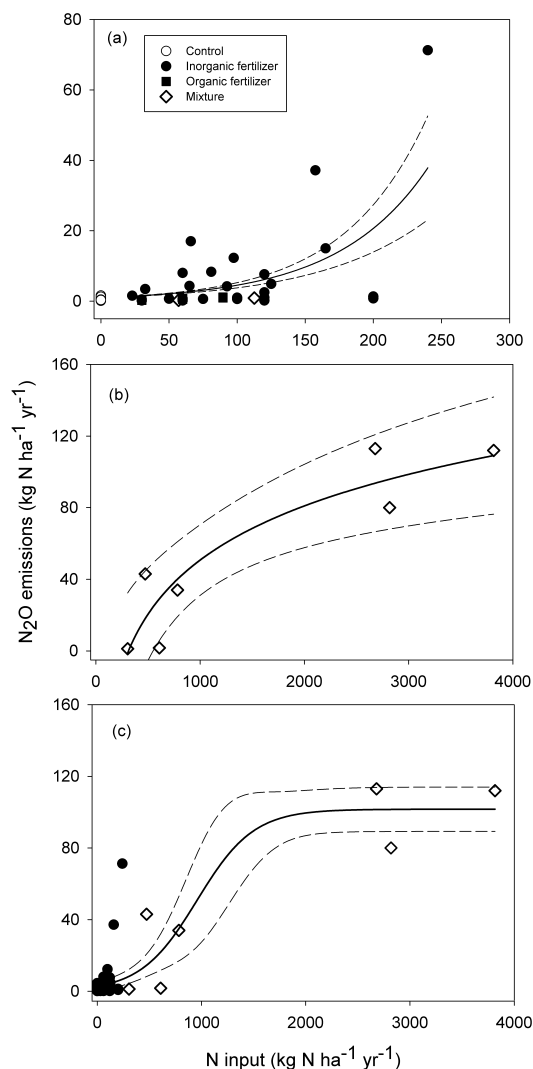 80
(a)
Control
Inorganic fertilizer
Organic fertilizer
Mixture
60
40
20
0
0 50 100 150 200 250 300
N₂O emissions (kg N ha⁻¹ yr⁻¹)
160
(b)
120
80
40
0
0 1000 2000 3000 4000
160
(c)
120
80
40
0
0 1000 2000 3000 4000
N input (kg N ha⁻¹ yr⁻¹)